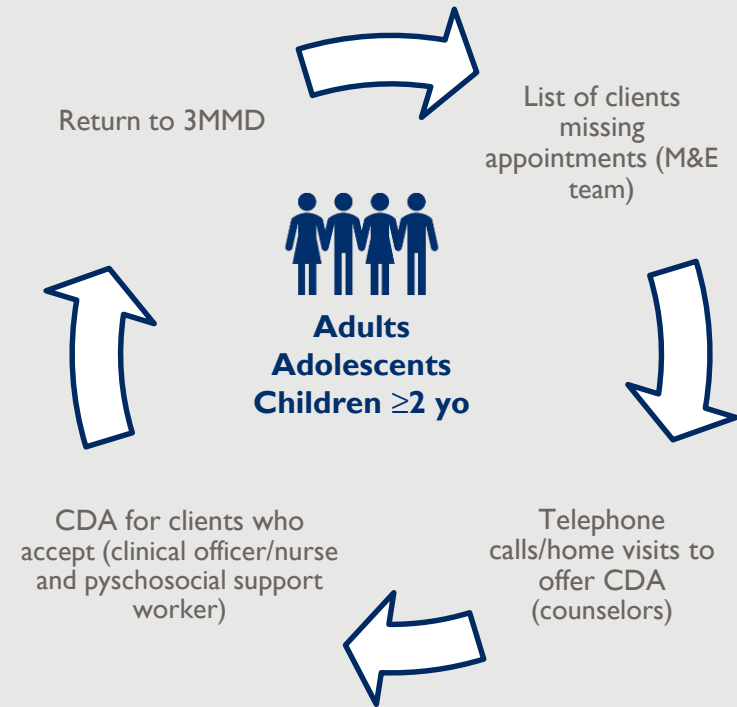 Return to 3MMD
List of clients
missing
appointments (M&E
team)
Adults
Adolescents
Children ≥2 yo
Telephone
calls/home visits to
offer CDA
(counselors)
CDA for clients who
accept (clinical officer/nurse
and pyschosocial support
worker)